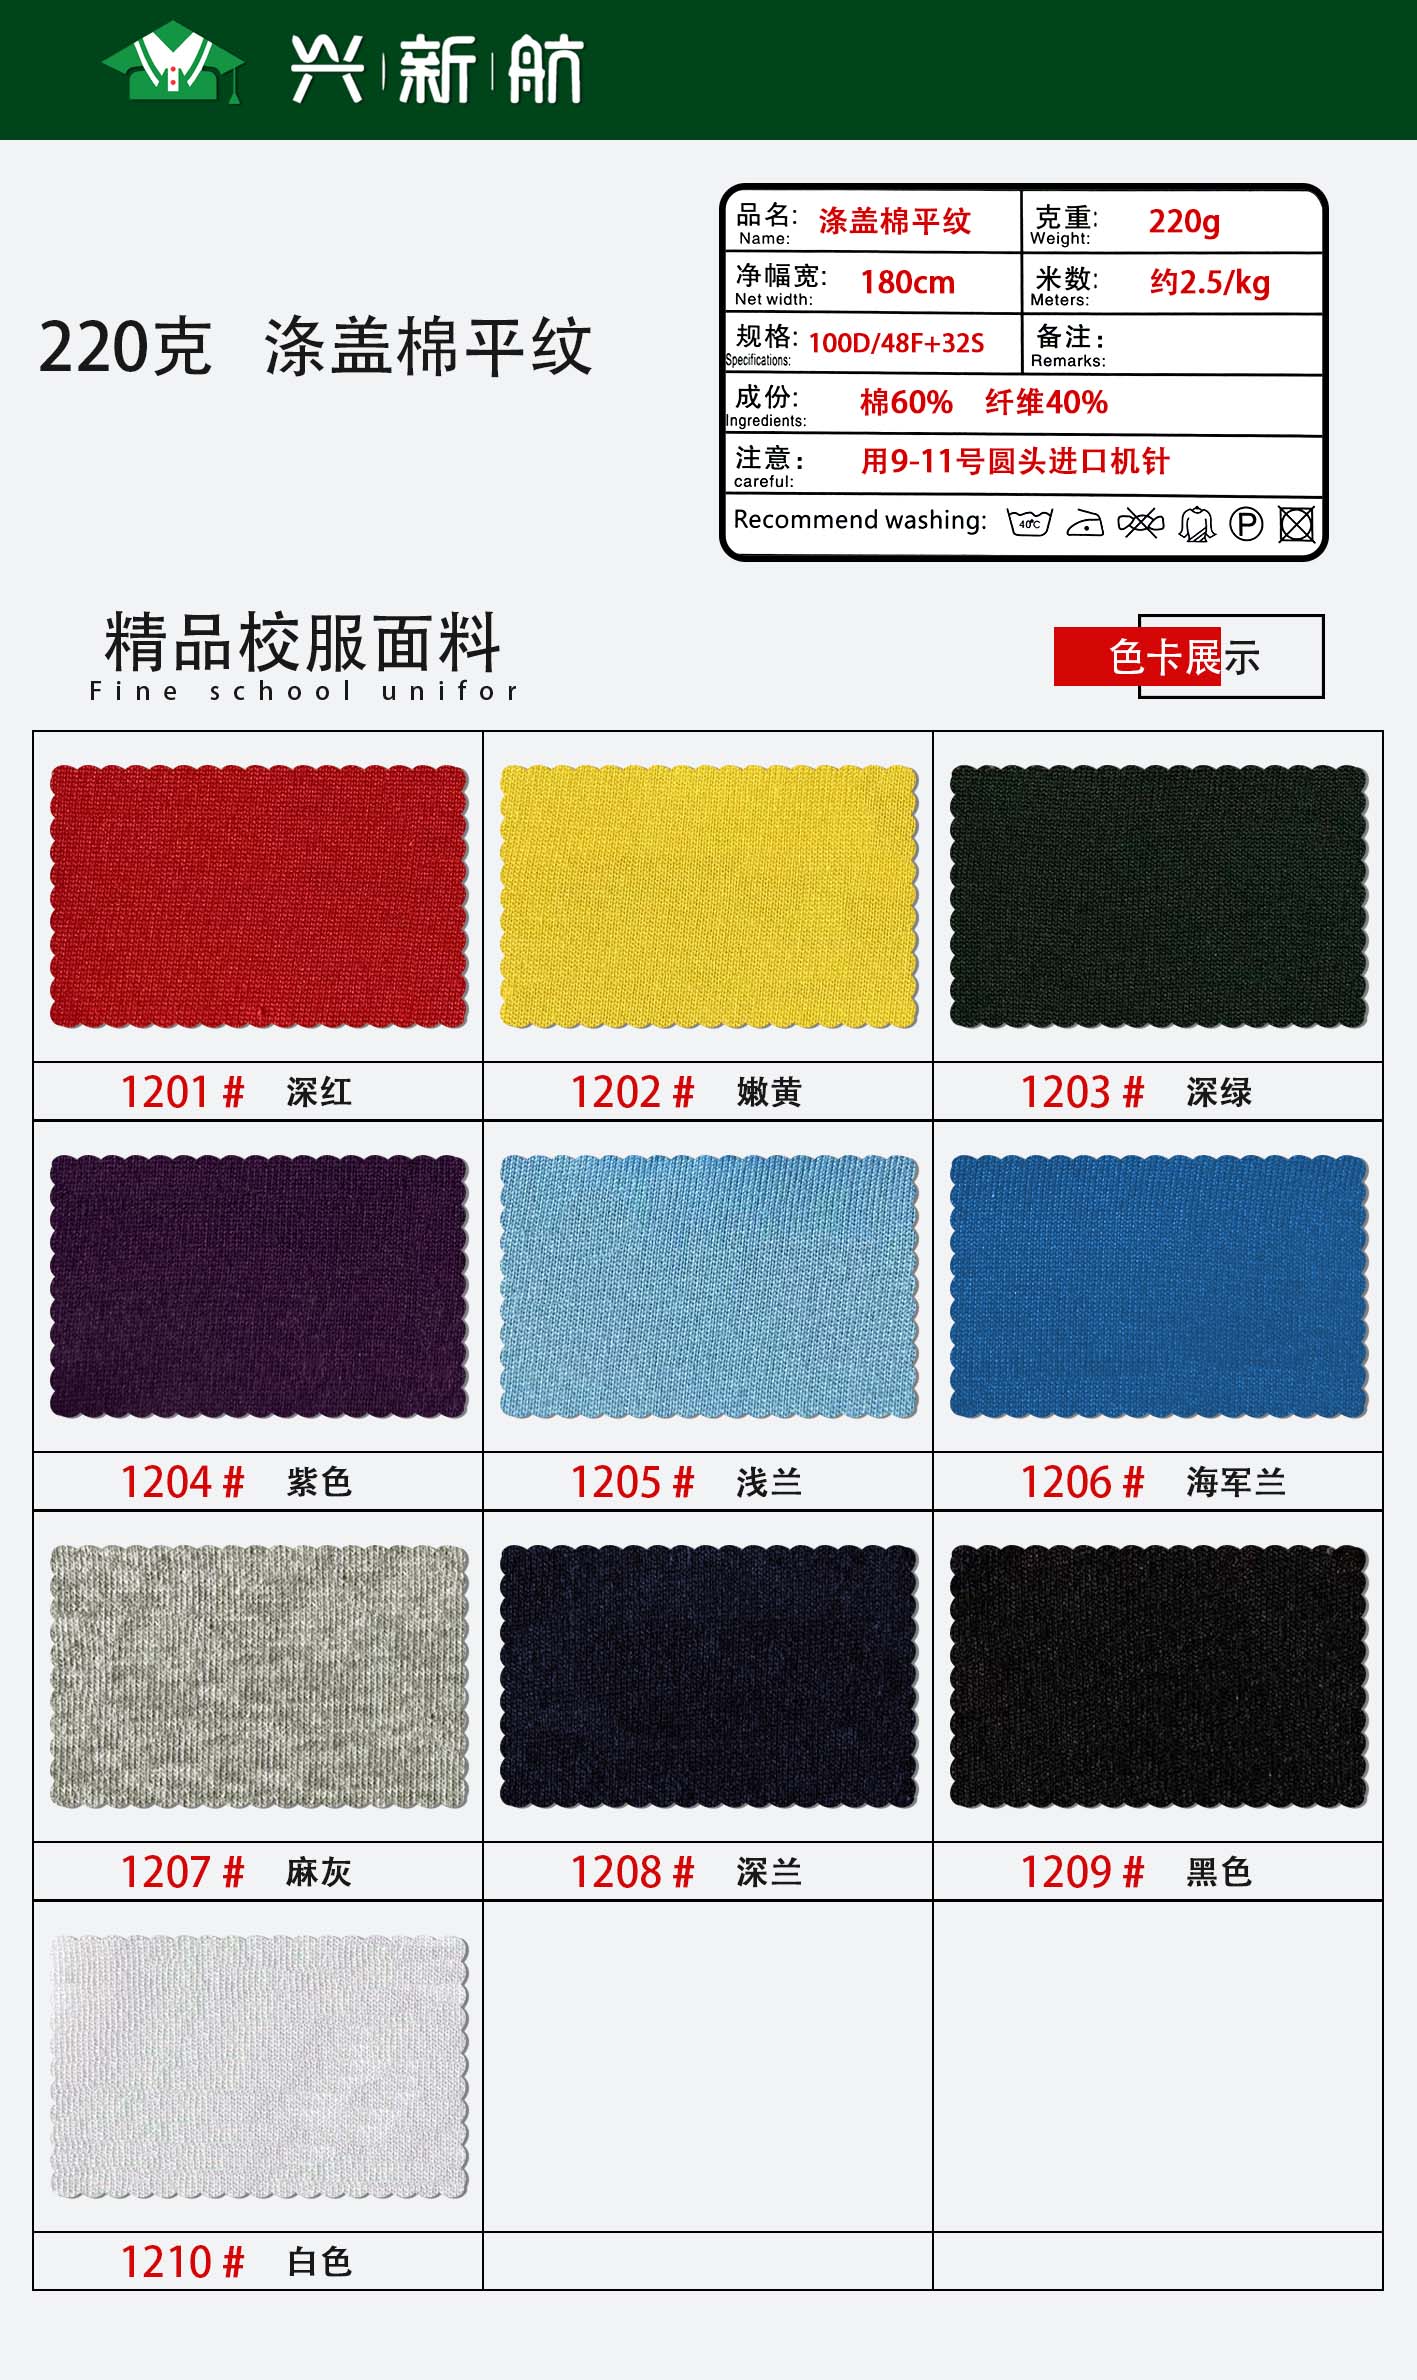 兴新航
品名: 涤盖棉平纹 克重: 220g
Name: Weight:
净幅宽: 180cm 米数: 约2.5/kg
Net width: Meters:
220克 涤盖棉平纹
规格: 100D/48F+32S 备注:
Specifications: Remarks:
成份: 棉60% 纤维40%
Ingredients:
注意: 用9-11号圆头进口机针
careful:
Recommend washing: 40℃ P
精品校服面料
Fine school unifor
色卡展示
1201# 深红
1202# 嫩黄
1203# 深绿
1204# 紫色
1205# 浅兰
1206# 海军兰
1207# 麻灰
1208# 深兰
1209# 黑色
1210# 白色